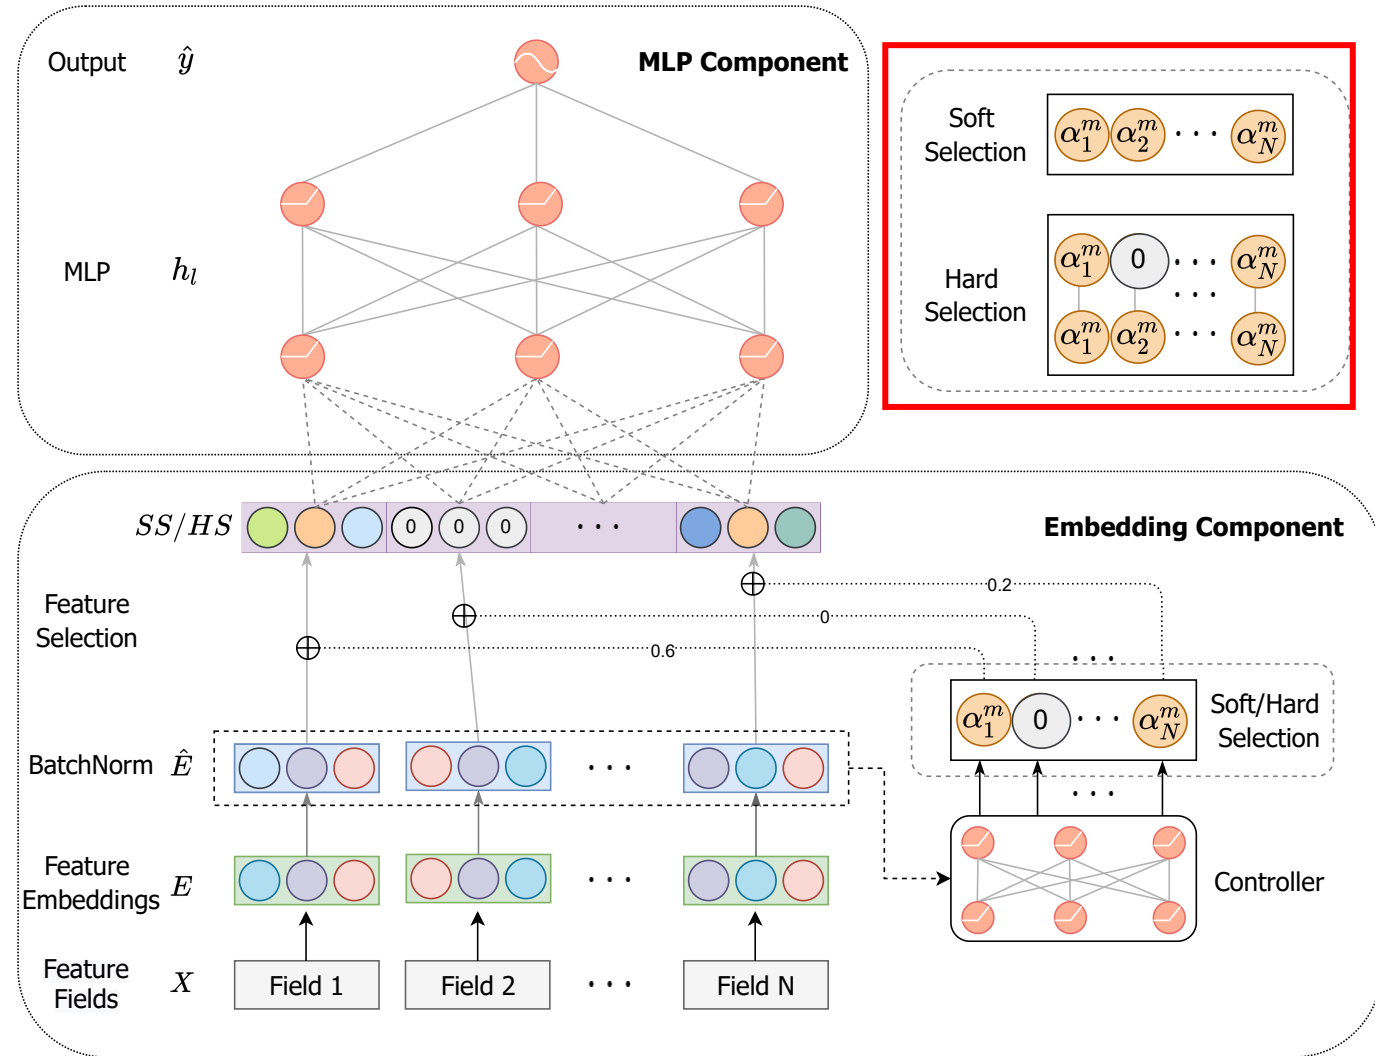 Output ŷ
MLP Component
MLP h_l
Soft
Selection
α_1^m α_2^m · · · α_N^m
Hard
Selection
α_1^m 0 · · · α_N^m
· · ·
α_1^m α_2^m · · · α_N^m
SS/HS
0 0 0 · · ·
Embedding Component
Feature
Selection
0.2
0
0.6
· · ·
α_1^m 0 · · · α_N^m
Soft/Hard
Selection
BatchNorm Ê
· · ·
· · ·
Feature
Embeddings E
· · ·
Controller
Feature
Fields X
Field 1
Field 2
· · ·
Field N